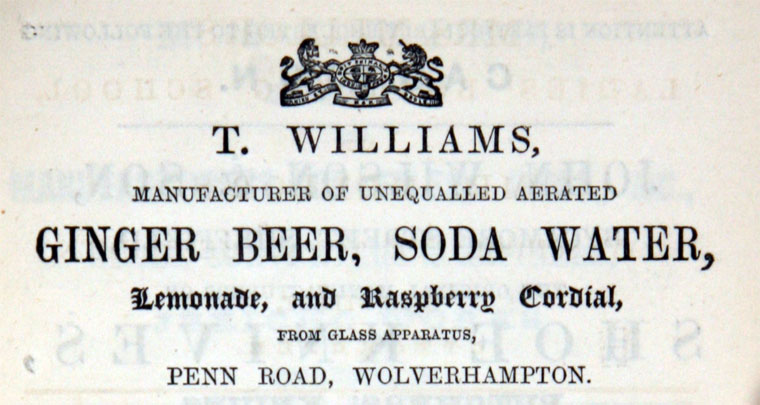 T. WILLIAMS,
MANUFACTURER OF UNEQUALLED AERATED
GINGER BEER, SODA WATER,
Lemonade, and Raspberry Cordial,
FROM GLASS APPARATUS,
PENN ROAD, WOLVERHAMPTON.